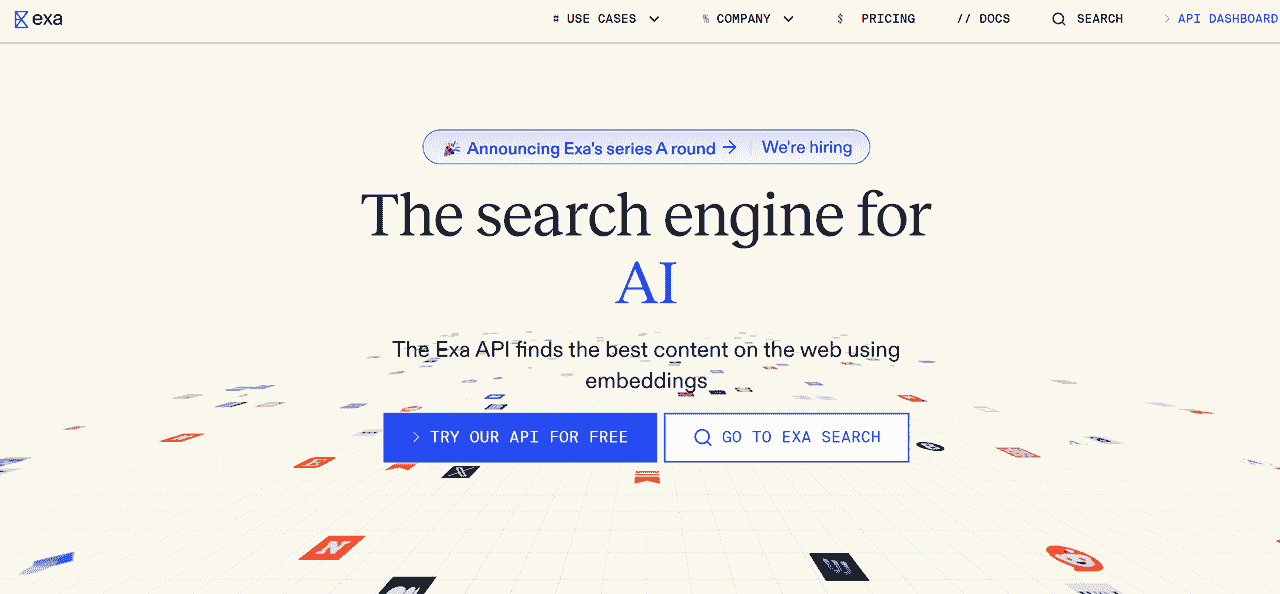 exa
# USE CASES
% COMPANY
$ PRICING
// DOCS
SEARCH
> API DASHBOARD
🎉 Announcing Exa's series A round → We're hiring
The search engine for
AI
The Exa API finds the best content on the web using
embeddings
> TRY OUR API FOR FREE
GO TO EXA SEARCH